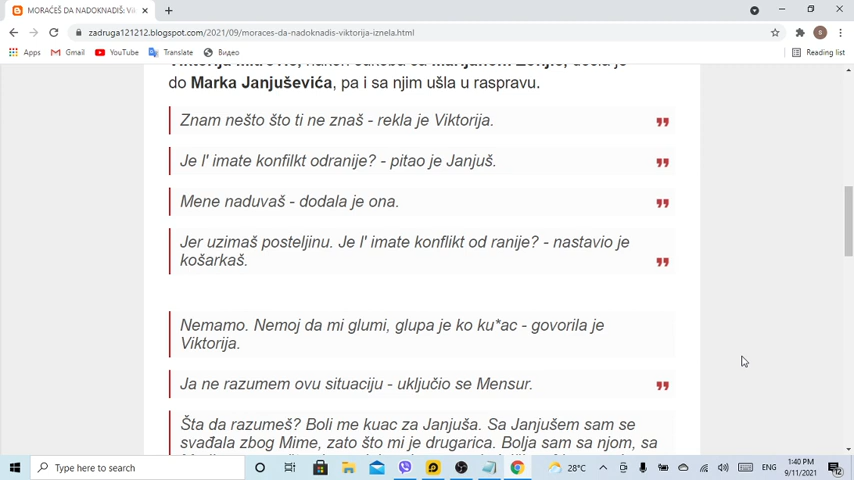 MORAĆEŠ DA NADOKNADIŠ: Vi
zadruga121212.blogspot.com/2021/09/moraces-da-nadoknadis-viktorija-iznela.html
Apps Gmail YouTube Translate Видео Reading list
do Marka Janjuševića, pa i sa njim ušla u raspravu.
Znam nešto što ti ne znaš - rekla je Viktorija.
Je l' imate konfilkt odranije? - pitao je Janjuš.
Mene naduvaš - dodala je ona.
Jer uzimaš posteljinu. Je l' imate konflikt od ranije? - nastavio je
košarkaš.
Nemamo. Nemoj da mi glumi, glupa je ko ku*ac - govorila je
Viktorija.
Ja ne razumem ovu situaciju - uključio se Mensur.
Šta da razumeš? Boli me kuac za Janjuša. Sa Janjušem sam se
svađala zbog Mime, zato što mi je drugarica. Bolja sam sa njom, sa
Type here to search
28°C
ENG
1:40 PM
9/11/2021
12